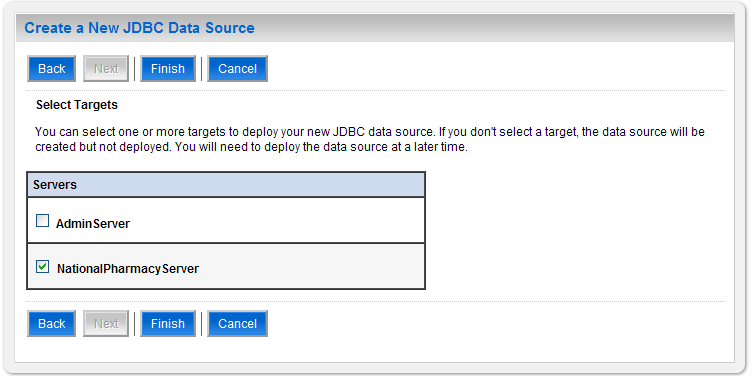 Create a New JDBC Data Source
Back Next Finish Cancel
Select Targets
You can select one or more targets to deploy your new JDBC data source. If you don't select a target, the data source will be
created but not deployed. You will need to deploy the data source at a later time.
Servers
AdminServer
NationalPharmacyServer
Back Next Finish Cancel